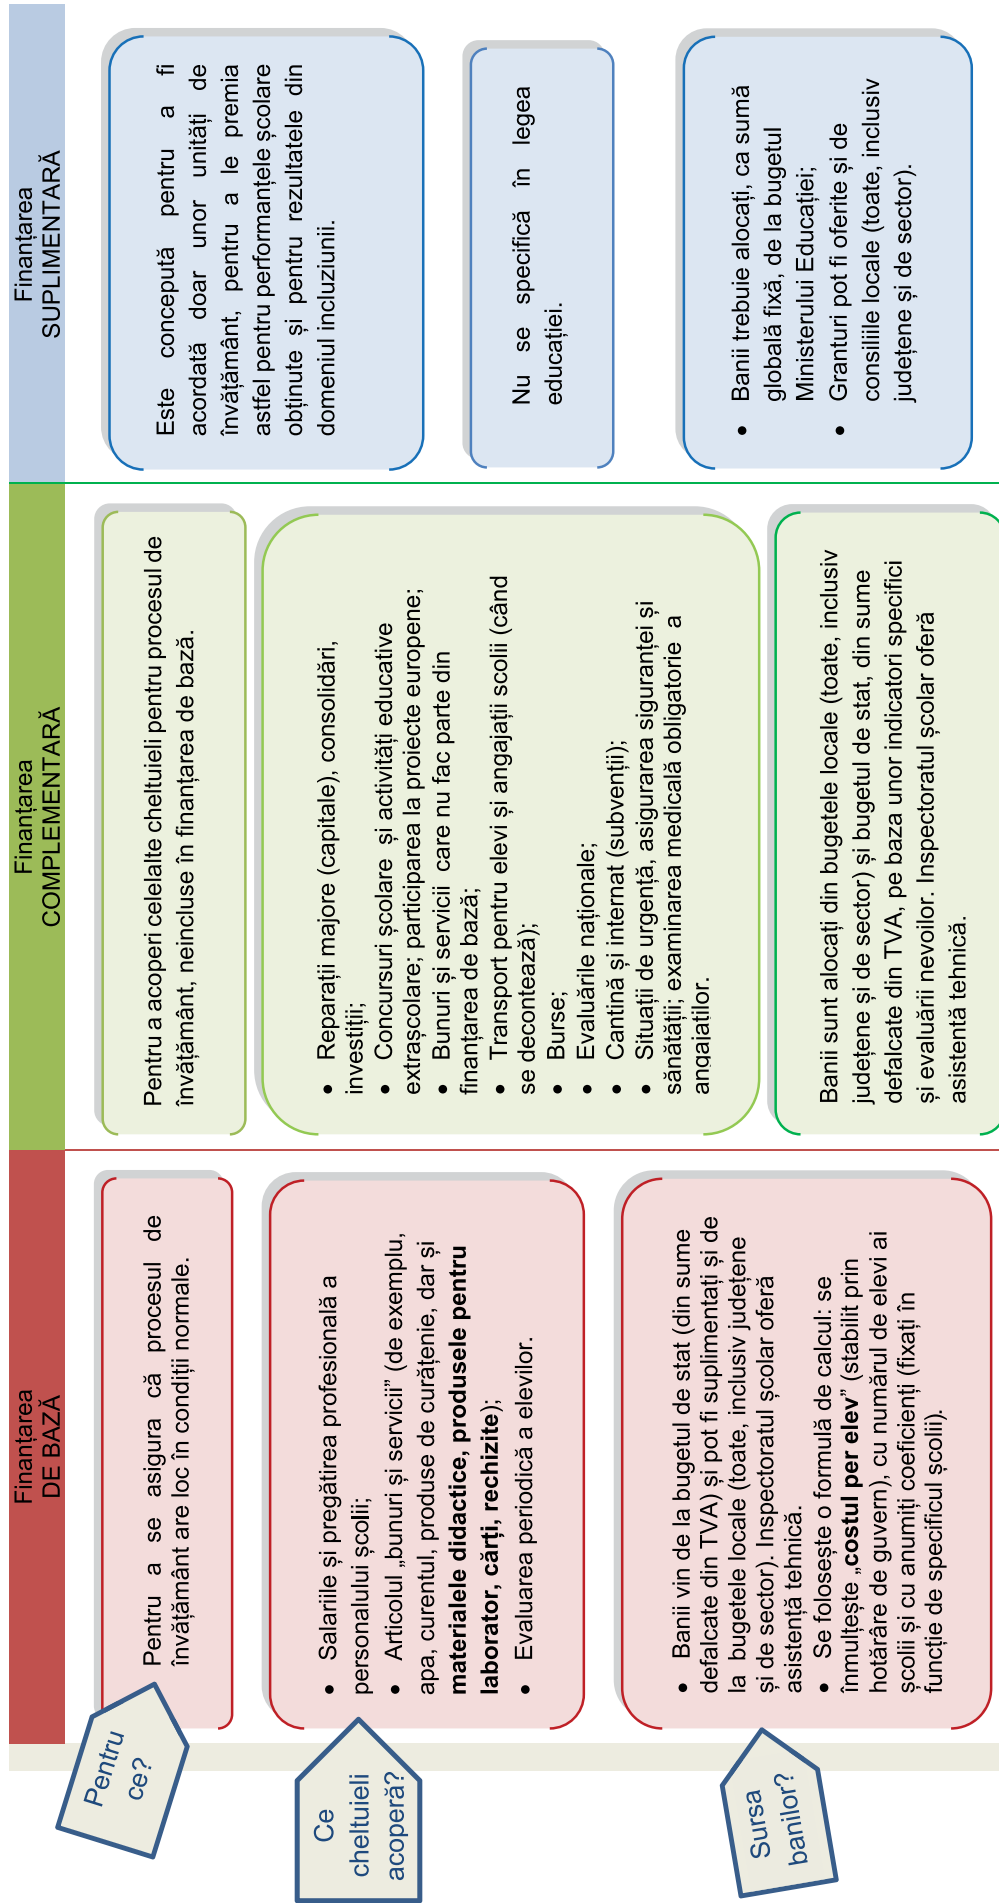 Finanțarea
DE BAZĂ
Finanțarea
COMPLEMENTARĂ
Finanțarea
SUPLIMENTARĂ
Pentru
ce?
Pentru a se asigura că procesul de
învățământ are loc în condiții normale.
Pentru a acoperi celelalte cheltuieli pentru procesul de
învățământ, neincluse în finanțarea de bază.
Este concepută pentru a fi
acordată doar unor unități de
învățământ, pentru a le premia
astfel pentru performanțele școlare
obținute și pentru rezultatele din
domeniul incluziunii.
Ce
cheltuieli
acoperă?
• Salariile și pregătirea profesională a
personalului școlii;
• Articolul „bunuri și servicii” (de exemplu,
apa, curentul, produse de curățenie, dar și
materialele didactice, produsele pentru
laborator, cărți, rechizite);
• Evaluarea periodică a elevilor.
• Reparații majore (capitale), consolidări,
investiții;
• Concursuri școlare și activități educative
extrașcolare; participarea la proiecte europene;
• Bunuri și servicii care nu fac parte din
finanțarea de bază;
• Transport pentru elevi și angajații scolii (când
se decontează);
• Burse;
• Evaluările naționale;
• Cantină și internat (subvenții);
• Situații de urgență, asigurarea siguranței și
sănătății; examinarea medicală obligatorie a
angajaților.
Nu se specifică în legea
educației.
Sursa
banilor?
• Banii vin de la bugetul de stat (din sume
defalcate din TVA) și pot fi suplimentați și de
la bugetele locale (toate, inclusiv județene
și de sector). Inspectoratul școlar oferă
asistență tehnică.
• Se folosește o formulă de calcul: se
înmulțește „costul per elev” (stabilit prin
hotărâre de guvern), cu numărul de elevi ai
școlii și cu anumiți coeficienți (fixați în
funcție de specificul școlii).
Banii sunt alocați din bugetele locale (toate, inclusiv
județene și de sector) și bugetul de stat, din sume
defalcate din TVA, pe baza unor indicatori specifici
și evaluării nevoilor. Inspectoratul școlar oferă
asistentă tehnică.
• Banii trebuie alocați, ca sumă
globală fixă, de la bugetul
Ministerului Educației;
• Granturi pot fi oferite și de
consiliile locale (toate, inclusiv
județene și de sector).